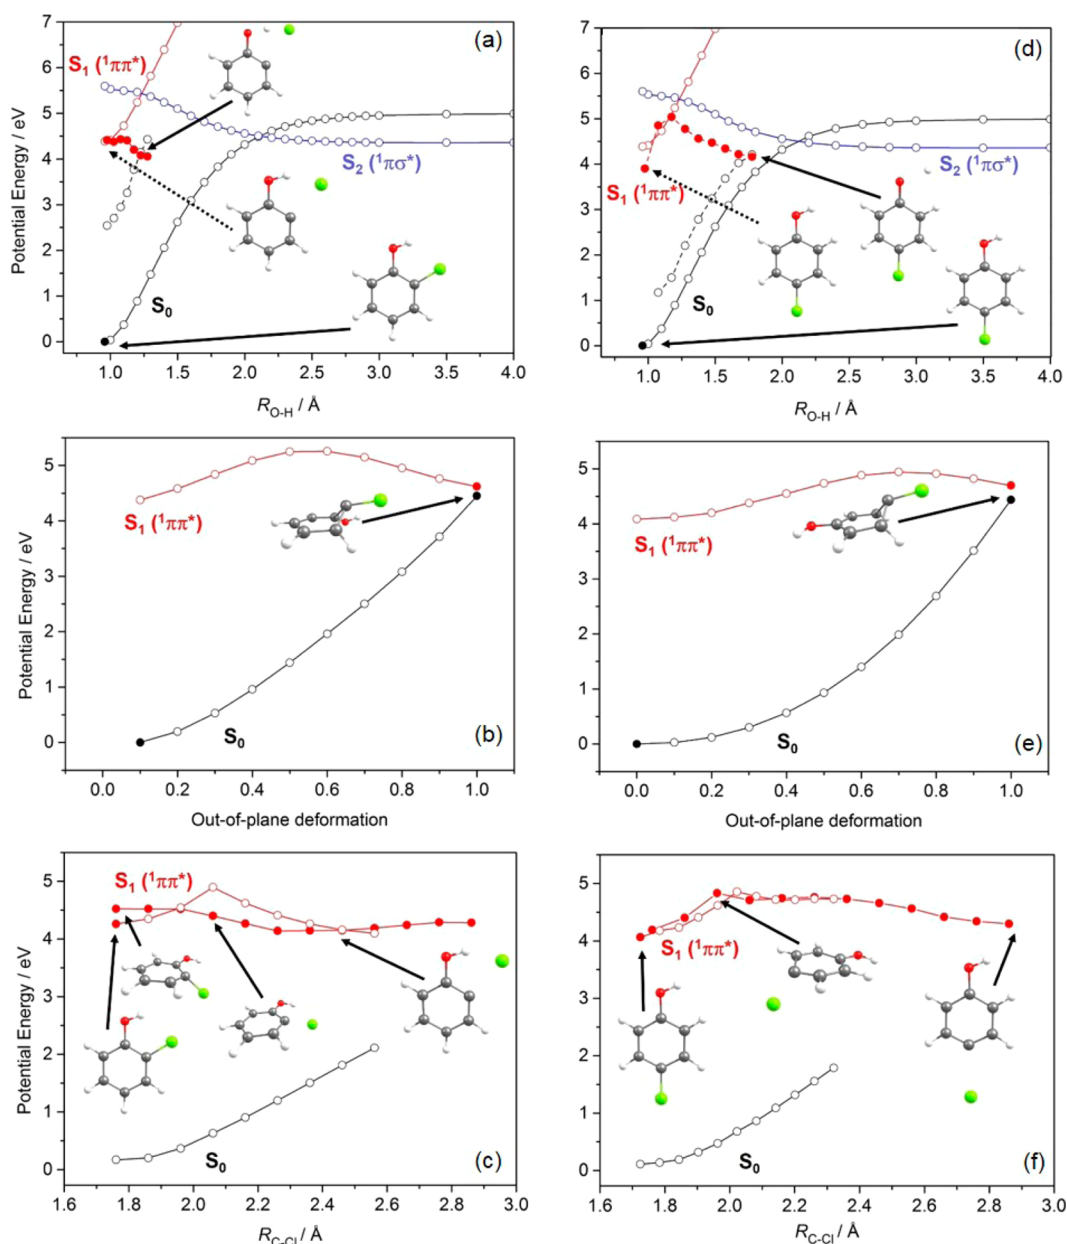 (a)
7
6
5
4
3
2
1
0
Potential Energy / eV
S₁ (¹ππ*)
S₂ (¹πσ*)
S₀
1.0 1.5 2.0 2.5 3.0 3.5 4.0
R_O-H / Å
(d)
7
6
5
4
3
2
1
0
Potential Energy / eV
S₂ (¹πσ*)
S₁ (¹ππ*)
S₀
1.0 1.5 2.0 2.5 3.0 3.5 4.0
R_O-H / Å
5
4
3
2
1
0
Potential Energy / eV
S₁ (¹ππ*)
S₀
(b)
0.0 0.2 0.4 0.6 0.8 1.0
Out-of-plane deformation
5
4
3
2
1
0
S₁ (¹ππ*)
S₀
(e)
0.0 0.2 0.4 0.6 0.8 1.0
Out-of-plane deformation
5
4
3
2
1
0
Potential Energy / eV
S₁ (¹ππ*)
S₀
(c)
1.6 1.8 2.0 2.2 2.4 2.6 2.8 3.0
R_C-Cl / Å
5
4
3
2
1
0
S₁ (¹ππ*)
S₀
(f)
1.6 1.8 2.0 2.2 2.4 2.6 2.8 3.0
R_C-Cl / Å